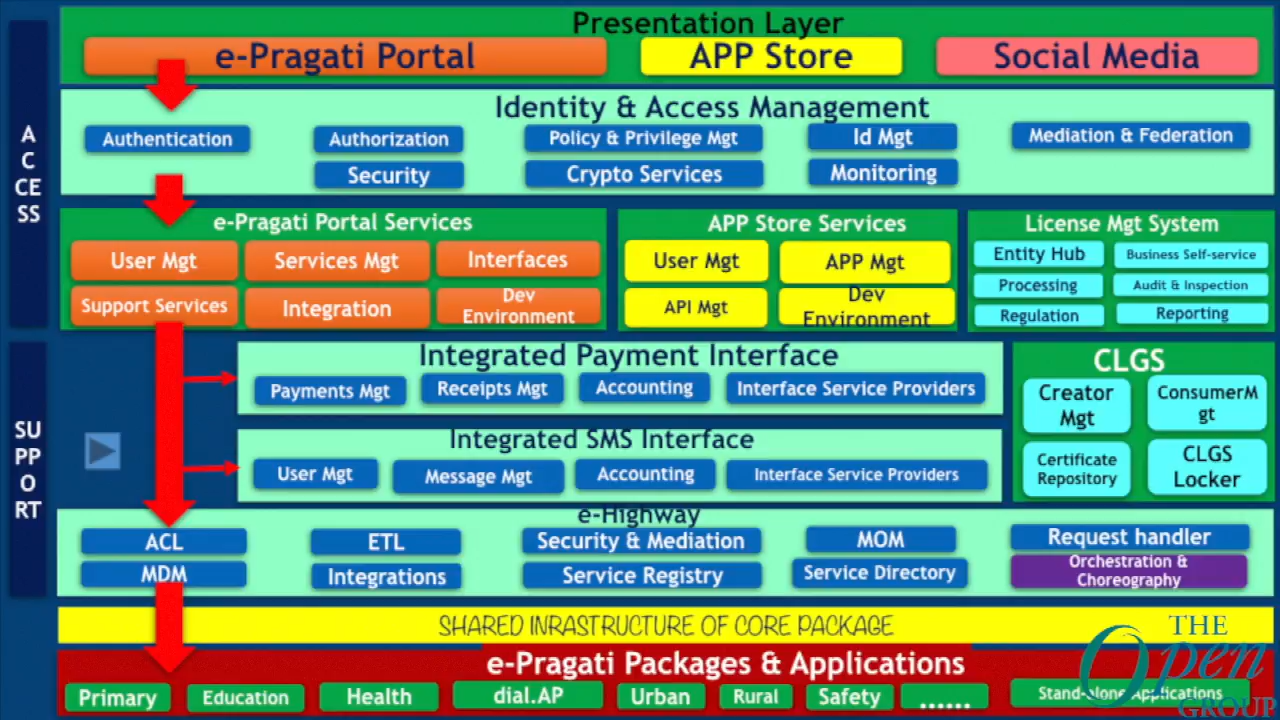 Presentation Layer
e-Pragati Portal
APP Store
Social Media
A
C
CE
SS
Identity & Access Management
Authentication
Authorization
Policy & Privilege Mgt
Id Mgt
Mediation & Federation
Security
Crypto Services
Monitoring
e-Pragati Portal Services
User Mgt
Services Mgt
Interfaces
Support Services
Integration
Dev
Environment
APP Store Services
User Mgt
APP Mgt
API Mgt
Dev
Environment
License Mgt System
Entity Hub
Business Self-service
Processing
Audit & Inspection
Regulation
Reporting
SU
PP
O
RT
Integrated Payment Interface
Payments Mgt
Receipts Mgt
Accounting
Interface Service Providers
Integrated SMS Interface
User Mgt
Message Mgt
Accounting
Interface Service Providers
CLGS
Creator
Mgt
ConsumerM
gt
Certificate
Repository
CLGS
Locker
e-Highway
ACL
ETL
Security & Mediation
MOM
Request handler
MDM
Integrations
Service Registry
Service Directory
Orchestration &
Choreography
SHARED INRASTRUCTURE OF CORE PACKAGE
e-Pragati Packages & Applications
Primary
Education
Health
dial.AP
Urban
Rural
Safety
......
Stand-alone Applications
THE
Open
GROUP